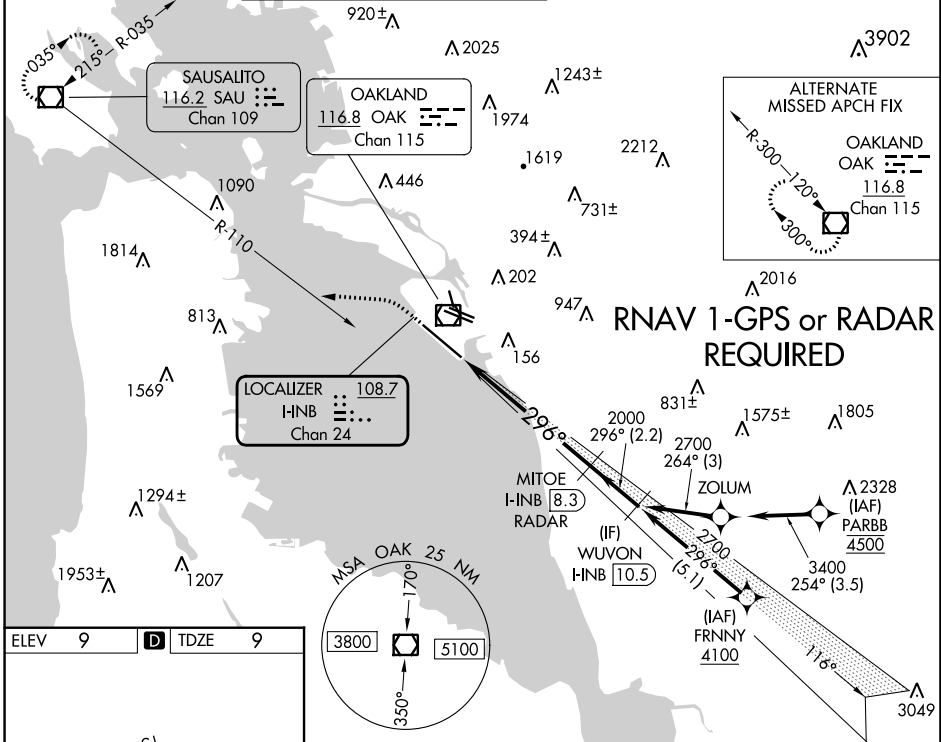 920±
2025
3902
035°
215°
R-035
SAUSALITO
116.2 SAU
Chan 109
OAKLAND
116.8 OAK
Chan 115
1243±
1974
1619
2212
ALTERNATE
MISSED APCH FIX
R-300
120°
OAKLAND
OAK
116.8
Chan 115
300°
446
1090
731±
R-110
394±
1814
202
2016
947
813
RNAV 1-GPS or RADAR
REQUIRED
156
1569
LOCALIZER 108.7
I-INB
Chan 24
296°
831±
1575±
1805
2000
296° (2.2)
2700
264° (3)
MITOE
I-INB 8.3
RADAR
ZOLUM
2328
(IAF)
PARBB
4500
1294±
(IF)
WUVON
I-INB 10.5
2700
296°
(5.1)
3400
254° (3.5)
1953±
1207
MSA OAK 25 NM
170°
3800
5100
350°
(IAF)
FRNNY
4100
116°
3049
ELEV 9 D TDZE 9